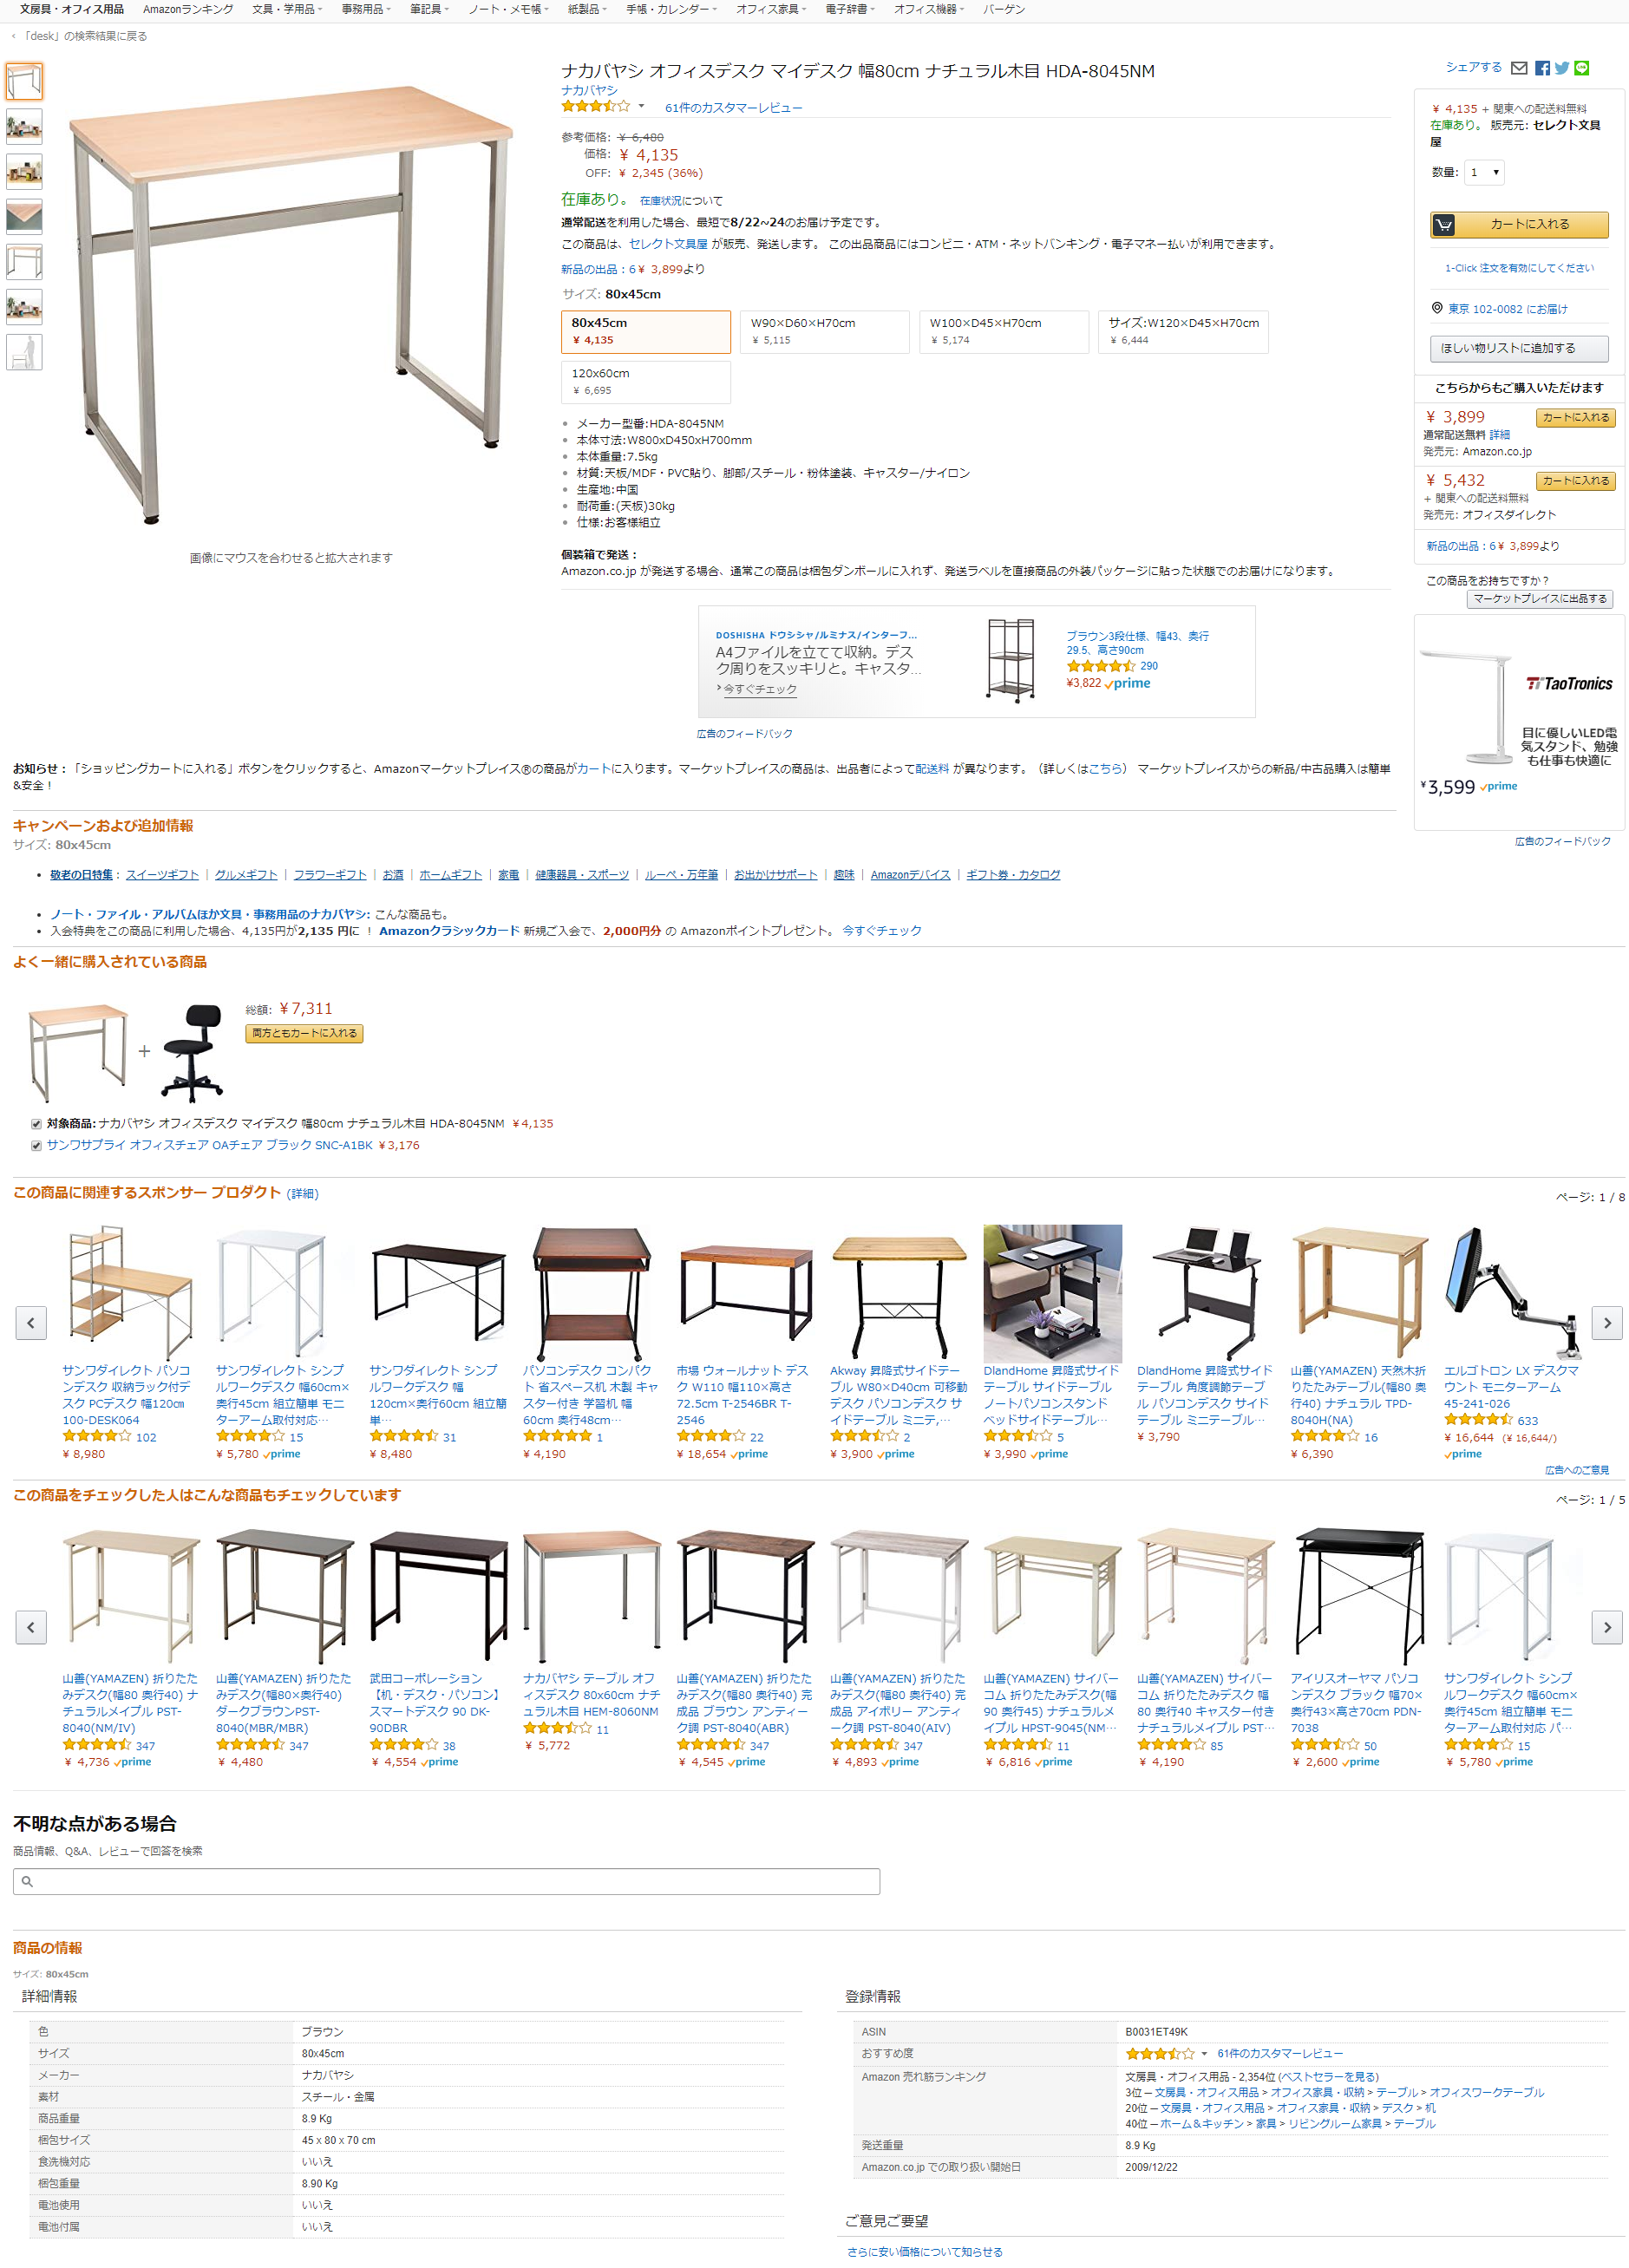 文房具・オフィス用品 Amazonランキング 文具・学用品 事務用品 筆記具 ノート・メモ帳 紙製品 手帳・カレンダー オフィス家具 電子辞書 オフィス機器 バーゲン
‹ 「desk」の検索結果に戻る
ナカバヤシ オフィスデスク マイデスク 幅80cm ナチュラル木目 HDA-8045NM
ナカバヤシ
61件のカスタマーレビュー
参考価格: ￥ 6,480
価格: ￥ 4,135
OFF: ￥ 2,345 (36%)
在庫あり。 在庫状況について
通常配送を利用した場合、最短で8/22~24のお届け予定です。
この商品は、セレクト文具屋 が販売、発送します。 この出品商品にはコンビニ・ATM・ネットバンキング・電子マネー払いが利用できます。
新品の出品：6￥ 3,899より
サイズ: 80x45cm
80x45cm
￥ 4,135
W90×D60×H70cm
￥ 5,115
W100×D45×H70cm
￥ 5,174
サイズ:W120×D45×H70cm
￥ 6,444
120x60cm
￥ 6,695
メーカー型番:HDA-8045NM
本体寸法:W800xD450xH700mm
本体重量:7.5kg
材質:天板/MDF・PVC貼り、脚部/スチール・粉体塗装、キャスター/ナイロン
生産地:中国
耐荷重:(天板)30kg
仕様:お客様組立
画像にマウスを合わせると拡大されます
個装箱で発送：
Amazon.co.jp が発送する場合、通常この商品は梱包ダンボールに入れず、発送ラベルを直接商品の外装パッケージに貼った状態でのお届けになります。
シェアする
￥ 4,135 + 関東への配送料無料
在庫あり。 販売元: セレクト文具
屋
数量: 1
カートに入れる
1-Click 注文を有効にしてください
東京 102-0082 にお届け
ほしい物リストに追加する
こちらからもご購入いただけます
￥ 3,899 カートに入れる
通常配送無料 詳細
発売元: Amazon.co.jp
￥ 5,432 カートに入れる
+ 関東への配送料無料
発売元: オフィスダイレクト
新品の出品：6￥ 3,899より
この商品をお持ちですか？
マーケットプレイスに出品する
DOSHISHA ドウシシャ/ルミナス/インターフ...
A4ファイルを立てて収納。デス
ク周りをスッキリと。キャスタ...
› 今すぐチェック
ブラウン3段仕様、幅43、奥行
29.5、高さ90cm
290
¥3,822 prime
広告のフィードバック
TaoTronics
目に優しいLED電
気スタンド、勉強
も仕事も快適に
¥3,599 prime
広告のフィードバック
お知らせ：「ショッピングカートに入れる」ボタンをクリックすると、Amazonマーケットプレイス®の商品がカートに入ります。マーケットプレイスの商品は、出品者によって配送料 が異なります。（詳しくはこちら） マーケットプレイスからの新品/中古品購入は簡単
&安全！
キャンペーンおよび追加情報
サイズ: 80x45cm
敬老の日特集： スイーツギフト | グルメギフト | フラワーギフト | お酒 | ホームギフト | 家電 | 健康器具・スポーツ | ルーペ・万年筆 | お出かけサポート | 趣味 | Amazonデバイス | ギフト券・カタログ
ノート・ファイル・アルバムほか文具・事務用品のナカバヤシ: こんな商品も。
入会特典をこの商品に利用した場合、4,135円が2,135 円に ！ Amazonクラシックカード 新規ご入会で、2,000円分 の Amazonポイントプレゼント。 今すぐチェック
よく一緒に購入されている商品
+
総額: ￥7,311
両方ともカートに入れる
対象商品: ナカバヤシ オフィスデスク マイデスク 幅80cm ナチュラル木目 HDA-8045NM ￥4,135
サンワサプライ オフィスチェア OAチェア ブラック SNC-A1BK ￥3,176
この商品に関連するスポンサー プロダクト (詳細)
ページ: 1 / 8
サンワダイレクト パソコ
ンデスク 収納ラック付デ
スク PCデスク 幅120㎝
100-DESK064
102
￥ 8,980
サンワダイレクト シンプ
ルワークデスク 幅60cm×
奥行45cm 組立簡単 モニ
ターアーム取付対応…
15
￥ 5,780 prime
サンワダイレクト シンプ
ルワークデスク 幅
120cm×奥行60cm 組立簡
単…
31
￥ 8,480
パソコンデスク コンパク
ト 省スペース机 木製 キャ
スター付き 学習机 幅
60cm 奥行48cm…
1
￥ 4,190
市場 ウォールナット デス
ク W110 幅110×高さ
72.5cm T-2546BR T-
2546
22
￥ 18,654 prime
Akway 昇降式サイドテー
ブル W80×D40cm 可移動
デスク パソコンデスク サ
イドテーブル ミニテ,…
2
￥ 3,900 prime
DlandHome 昇降式サイド
テーブル サイドテーブル
ノートパソコンスタンド
ベッドサイドテーブル…
5
￥ 3,990 prime
DlandHome 昇降式サイド
テーブル 角度調節テーブ
ル パソコンデスク サイド
テーブル ミニテーブル…
￥ 3,790
山善(YAMAZEN) 天然木折
りたたみテーブル(幅80 奥
行40) ナチュラル TPD-
8040H(NA)
16
￥ 6,390
エルゴトロン LX デスクマ
ウント モニターアーム
45-241-026
633
￥ 16,644 (￥ 16,644/)
prime
広告へのご意見
この商品をチェックした人はこんな商品もチェックしています
ページ: 1 / 5
山善(YAMAZEN) 折りたた
みデスク(幅80 奥行40) ナ
チュラルメイプル PST-
8040(NM/IV)
347
￥ 4,736 prime
山善(YAMAZEN) 折りたた
みデスク(幅80×奥行40)
ダークブラウンPST-
8040(MBR/MBR)
347
￥ 4,480
武田コーポレーション
【机・デスク・パソコン】
スマートデスク 90 DK-
90DBR
38
￥ 4,554 prime
ナカバヤシ テーブル オフ
ィスデスク 80x60cm ナチ
ュラル木目 HEM-8060NM
11
￥ 5,772
山善(YAMAZEN) 折りたた
みデスク(幅80 奥行40) 完
成品 ブラウン アンティー
ク調 PST-8040(ABR)
347
￥ 4,545 prime
山善(YAMAZEN) 折りたた
みデスク(幅80 奥行40) 完
成品 アイボリー アンティ
ーク調 PST-8040(AIV)
347
￥ 4,893 prime
山善(YAMAZEN) サイバー
コム 折りたたみデスク(幅
90 奥行45) ナチュラルメ
イプル HPST-9045(NM…
11
￥ 6,816 prime
山善(YAMAZEN) サイバー
コム 折りたたみデスク 幅
80 奥行40 キャスター付き
ナチュラルメイプル PST…
85
￥ 4,190
アイリスオーヤマ パソコ
ンデスク ブラック 幅70×
奥行43×高さ70cm PDN-
7038
50
￥ 2,600 prime
サンワダイレクト シンプ
ルワークデスク 幅60cm×
奥行45cm 組立簡単 モニ
ターアーム取付対応 パ…
15
￥ 5,780 prime
不明な点がある場合
商品情報、Q&A、レビューで回答を検索
商品の情報
サイズ: 80x45cm
詳細情報
色 ブラウン
サイズ 80x45cm
メーカー ナカバヤシ
素材 スチール・金属
商品重量 8.9 Kg
梱包サイズ 45 x 80 x 70 cm
食洗機対応 いいえ
梱包重量 8.90 Kg
電池使用 いいえ
電池付属 いいえ
登録情報
ASIN B0031ET49K
おすすめ度 61件のカスタマーレビュー
Amazon 売れ筋ランキング 文房具・オフィス用品 - 2,354位 (ベストセラーを見る)
3位 ─ 文房具・オフィス用品 > オフィス家具・収納 > テーブル > オフィスワークテーブル
20位 ─ 文房具・オフィス用品 > オフィス家具・収納 > デスク > 机
40位 ─ ホーム＆キッチン > 家具 > リビングルーム家具 > テーブル
発送重量 8.9 Kg
Amazon.co.jp での取り扱い開始日 2009/12/22
ご意見ご要望
さらに安い価格について知らせる